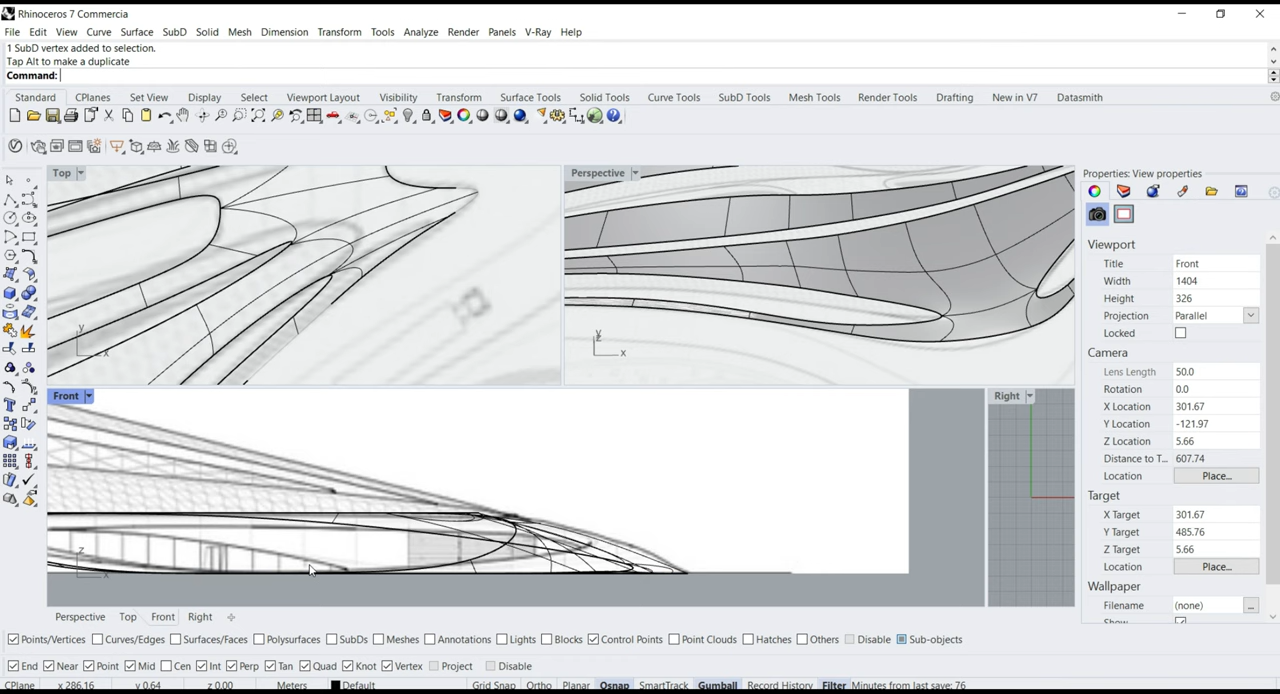 Rhinoceros 7 Commercia
File Edit View Curve Surface SubD Solid Mesh Dimension Transform Tools Analyze Render Panels V-Ray Help
1 SubD vertex added to selection.
Tap Alt to make a duplicate
Command:
Standard CPlanes Set View Display Select Viewport Layout Visibility Transform Surface Tools Solid Tools Curve Tools SubD Tools Mesh Tools Render Tools Drafting New in V7 Datasmith
Top
Perspective
Properties: View properties
Viewport
Title Front
Width 1404
Height 326
Projection Parallel
Locked
Camera
Lens Length 50.0
Rotation 0.0
X Location 301.67
Y Location -121.97
Z Location 5.66
Distance to T... 607.74
Location Place...
Target
X Target 301.67
Y Target 485.76
Z Target 5.66
Location Place...
Wallpaper
Filename (none) ...
Show
y
x
z
x
Front
z
x
Right
Perspective Top Front Right
Points/Vertices Curves/Edges Surfaces/Faces Polysurfaces SubDs Meshes Annotations Lights Blocks Control Points Point Clouds Hatches Others Disable Sub-objects
End Near Point Mid Cen Int Perp Tan Quad Knot Vertex Project Disable
CPlane x 286.16 y 0.64 z 0.00 Meters Default Grid Snap Ortho Planar Osnap SmartTrack Gumball Record History Filter Minutes from last save: 76